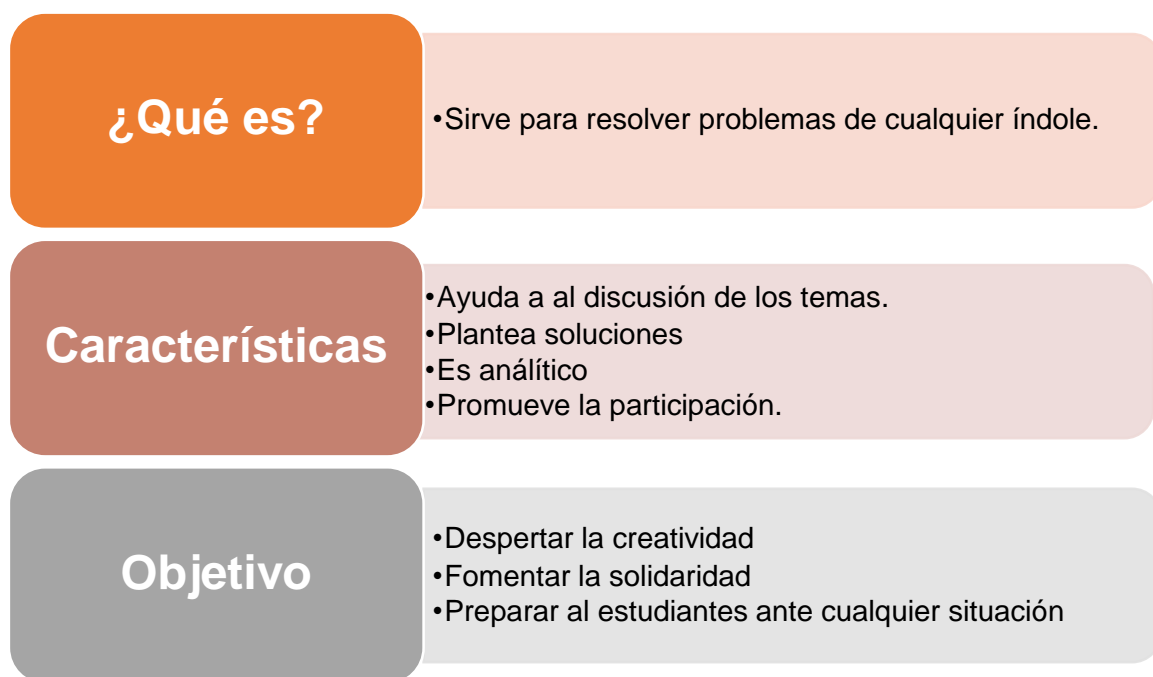 ¿Qué es?
•Sirve para resolver problemas de cualquier índole.
Características
•Ayuda a al discusión de los temas.
•Plantea soluciones
•Es análítico
•Promueve la participación.
Objetivo
•Despertar la creatividad
•Fomentar la solidaridad
•Preparar al estudiantes ante cualquier situación